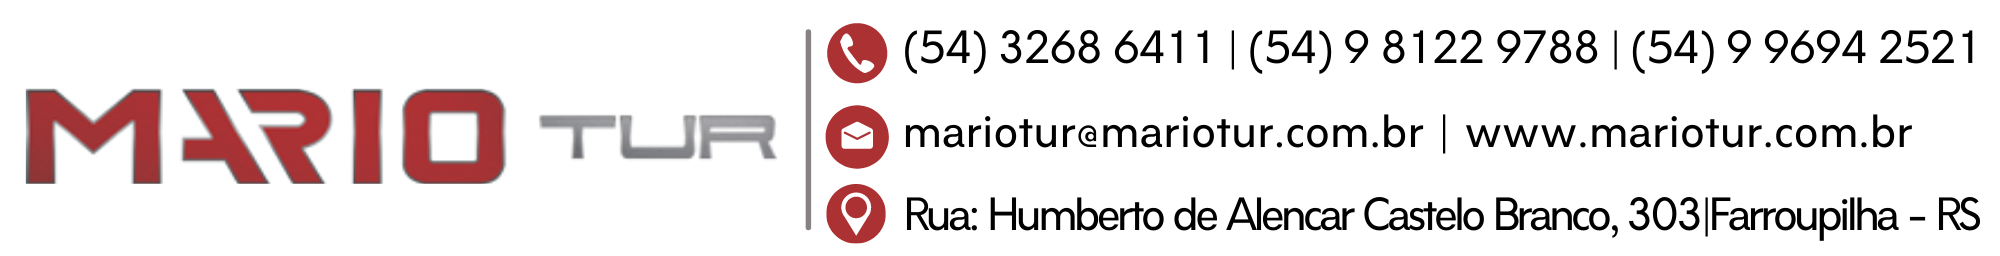 MARIO TUR
(54) 3268 6411 | (54) 9 8122 9788 | (54) 9 9694 2521
mariotur@mariotur.com.br | www.mariotur.com.br
Rua: Humberto de Alencar Castelo Branco, 303|Farroupilha - RS